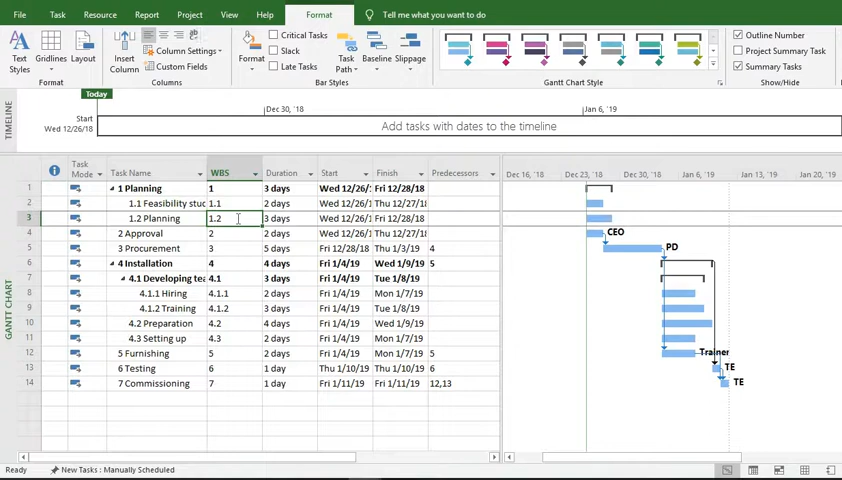 File Task Resource Report Project View Help Format Tell me what you want to do
Text Styles Gridlines Layout Format
Insert Column Column Settings Custom Fields Columns
Format Critical Tasks Slack Late Tasks Task Path Baseline Slippage Bar Styles
Gantt Chart Style
Outline Number Project Summary Task Summary Tasks Show/Hide
TIMELINE
Today
Dec 30, '18 Jan 6, '19
Start
Wed 12/26/18
Add tasks with dates to the timeline
GANTT CHART
Task Mode Task Name WBS Duration Start Finish Predecessors Dec 16, '18 Dec 23, '18 Dec 30, '18 Jan 6, '19 Jan 13, '19 Jan 20, '19
1 1 Planning 1 3 days Wed 12/26/ Fri 12/28/18
2 1.1 Feasibility stud 1.1 2 days Wed 12/26/ Thu 12/27/18
3 1.2 Planning 1.2 3 days Wed 12/26/ Fri 12/28/18
4 2 Approval 2 2 days Wed 12/26/ Thu 12/27/18 CEO
5 3 Procurement 3 5 days Fri 12/28/18 Thu 1/3/19 4 PD
6 4 Installation 4 4 days Fri 1/4/19 Wed 1/9/19 5
7 4.1 Developing tea 4.1 3 days Fri 1/4/19 Tue 1/8/19
8 4.1.1 Hiring 4.1.1 2 days Fri 1/4/19 Mon 1/7/19
9 4.1.2 Training 4.1.2 3 days Fri 1/4/19 Tue 1/8/19
10 4.2 Preparation 4.2 4 days Fri 1/4/19 Wed 1/9/19
11 4.3 Setting up 4.3 2 days Fri 1/4/19 Mon 1/7/19
12 5 Furnishing 5 2 days Fri 1/4/19 Mon 1/7/19 5 Trainer
13 6 Testing 6 1 day Thu 1/10/19 Thu 1/10/19 6 TE
14 7 Commissioning 7 1 day Fri 1/11/19 Fri 1/11/19 12,13 TE
Ready New Tasks : Manually Scheduled